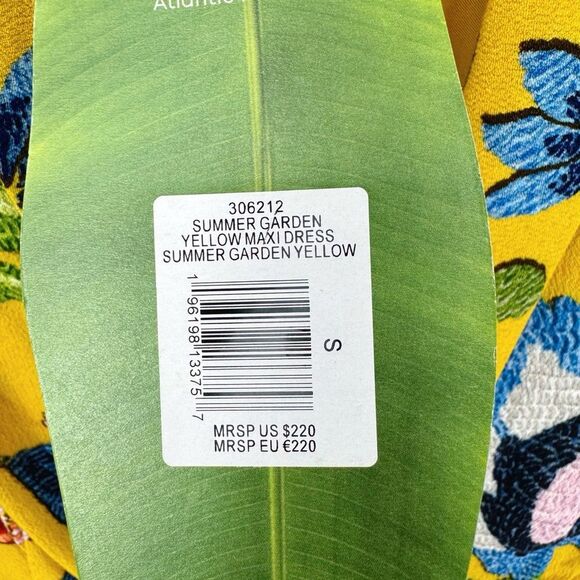 Atlantic
306212
SUMMER GARDEN
YELLOW MAXI DRESS
SUMMER GARDEN YELLOW
1 96198 13375 7
S
MRSP US $220
MRSP EU €220